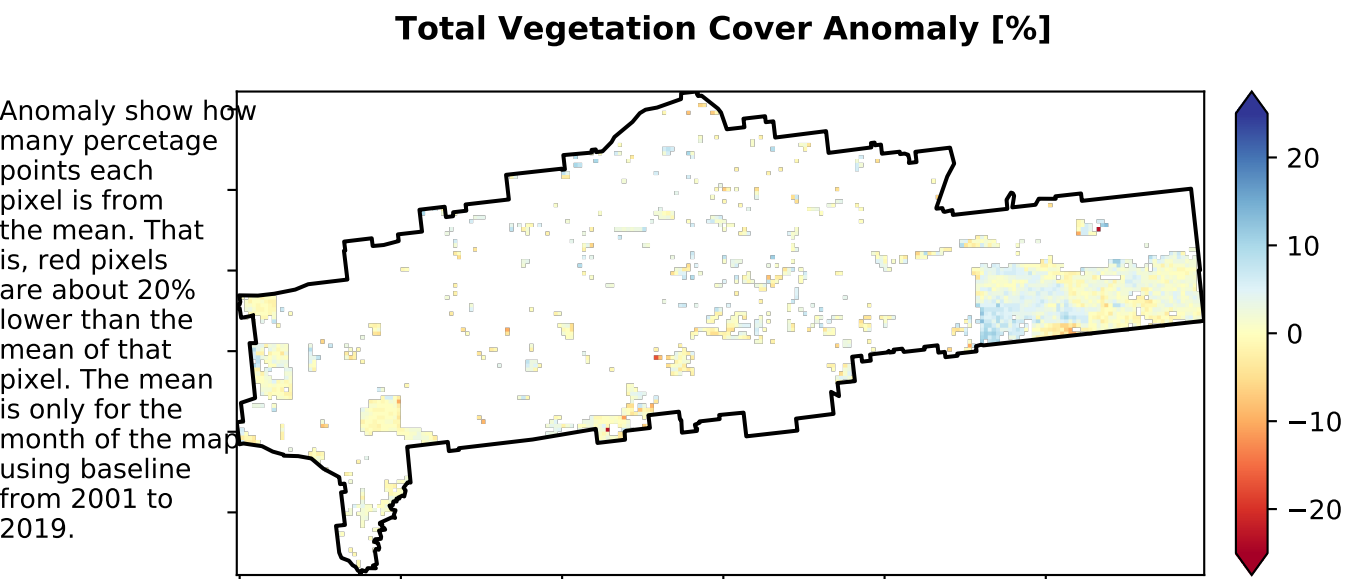 Total Vegetation Cover Anomaly [%]
Anomaly show how
many percetage
points each
pixel is from
the mean. That
is, red pixels
are about 20%
lower than the
mean of that
pixel. The mean
is only for the
month of the map
using baseline
from 2001 to
2019.
20
10
0
−10
−20